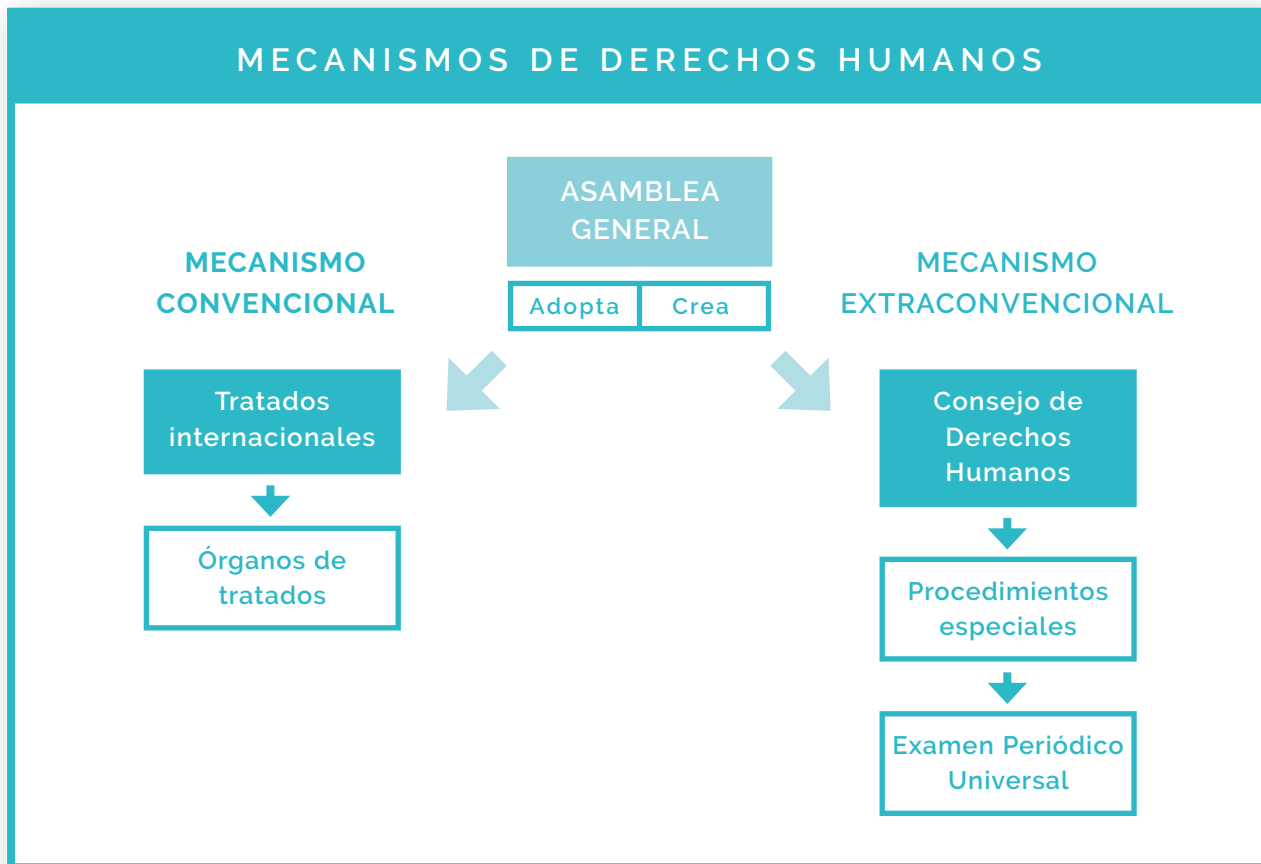 MECANISMOS DE DERECHOS HUMANOS
ASAMBLEA
GENERAL
Adopta
Crea
MECANISMO
CONVENCIONAL
Tratados
internacionales
Órganos de
tratados
MECANISMO
EXTRACONVENCIONAL
Consejo de
Derechos
Humanos
Procedimientos
especiales
Examen Periódico
Universal